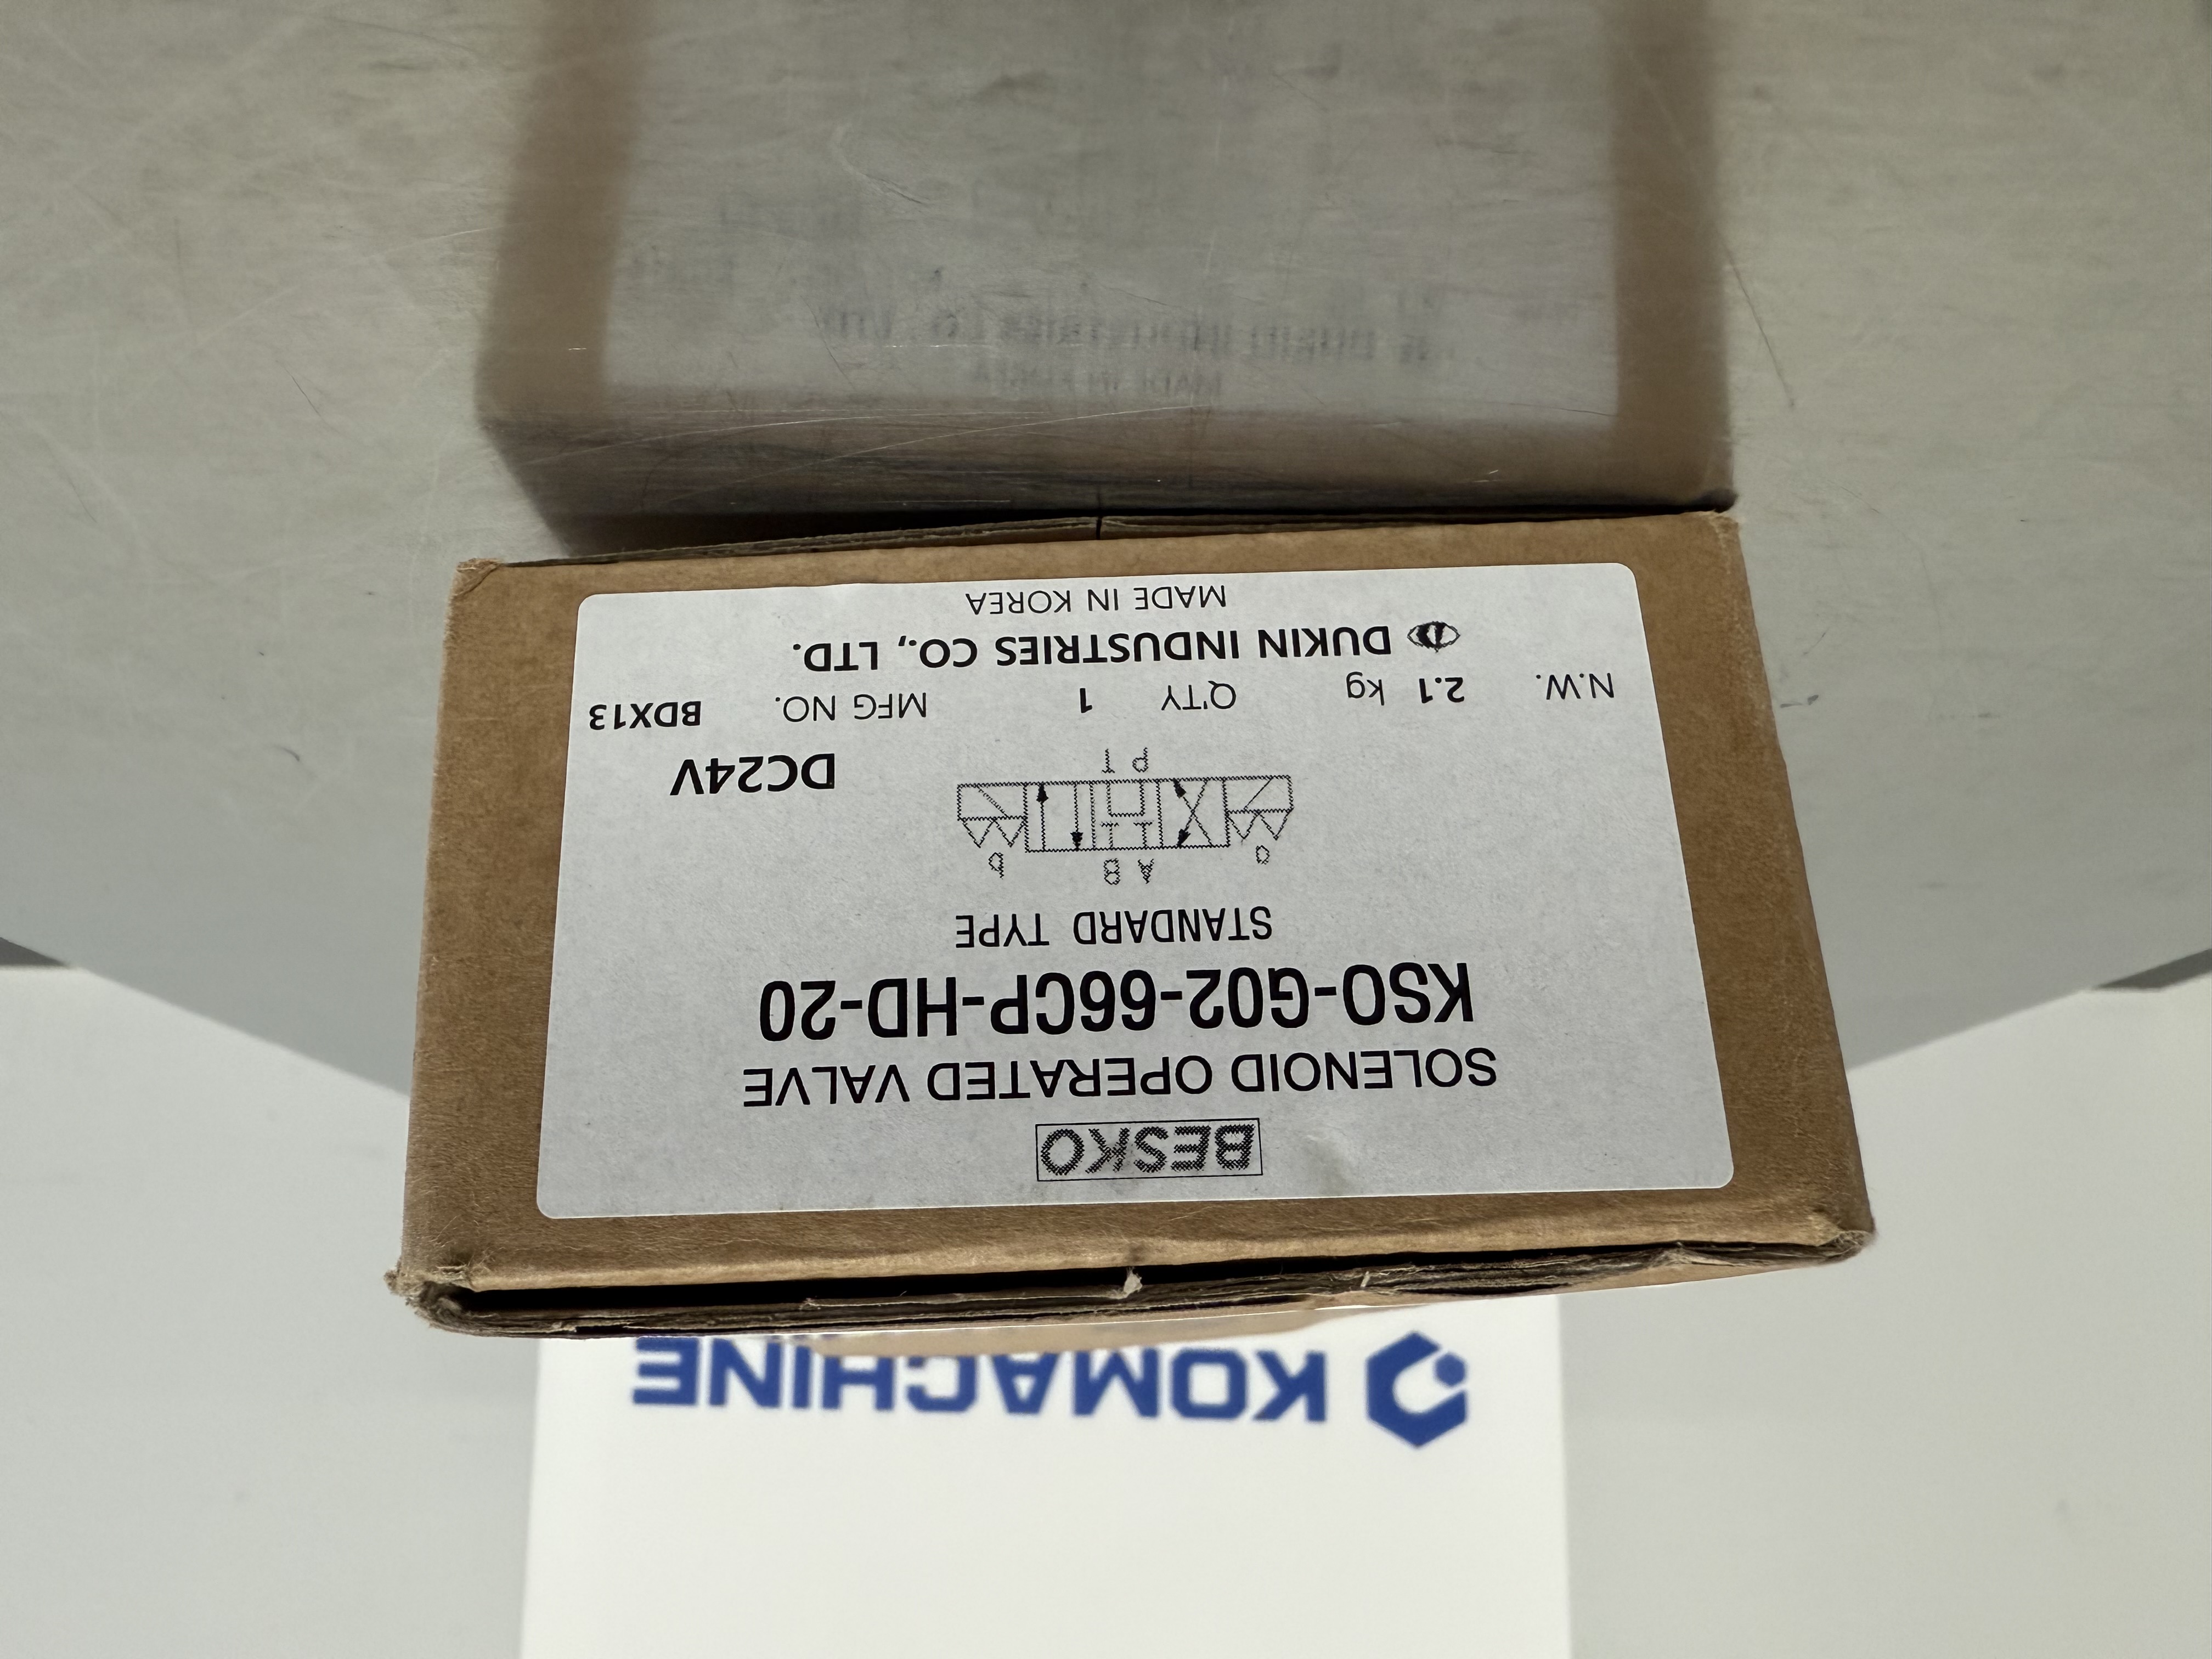 BESKO
SOLENOID OPERATED VALVE
KSO-G02-66CP-HD-20
STANDARD TYPE
a A B b
P T
DC24V
N.W. 2.1 kg Q'TY 1 MFG NO. BDX13
DUKIN INDUSTRIES CO., LTD.
MADE IN KOREA
KOMACHINE